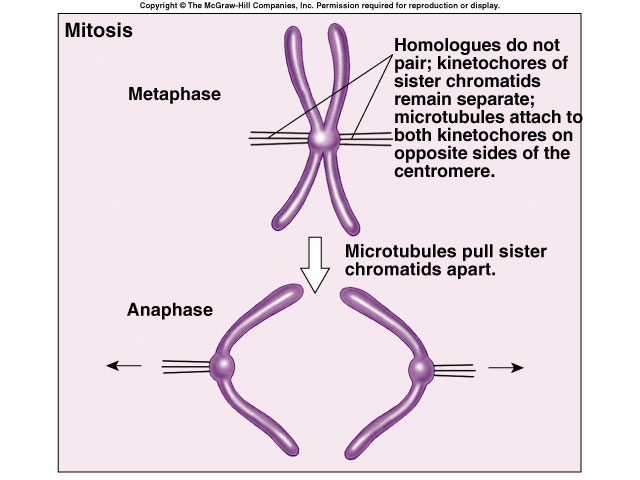 Copyright © The McGraw-Hill Companies, Inc. Permission required for reproduction or display.
Mitosis
Metaphase
Homologues do not
pair; kinetochores of
sister chromatids
remain separate;
microtubules attach to
both kinetochores on
opposite sides of the
centromere.
Microtubules pull sister
chromatids apart.
Anaphase